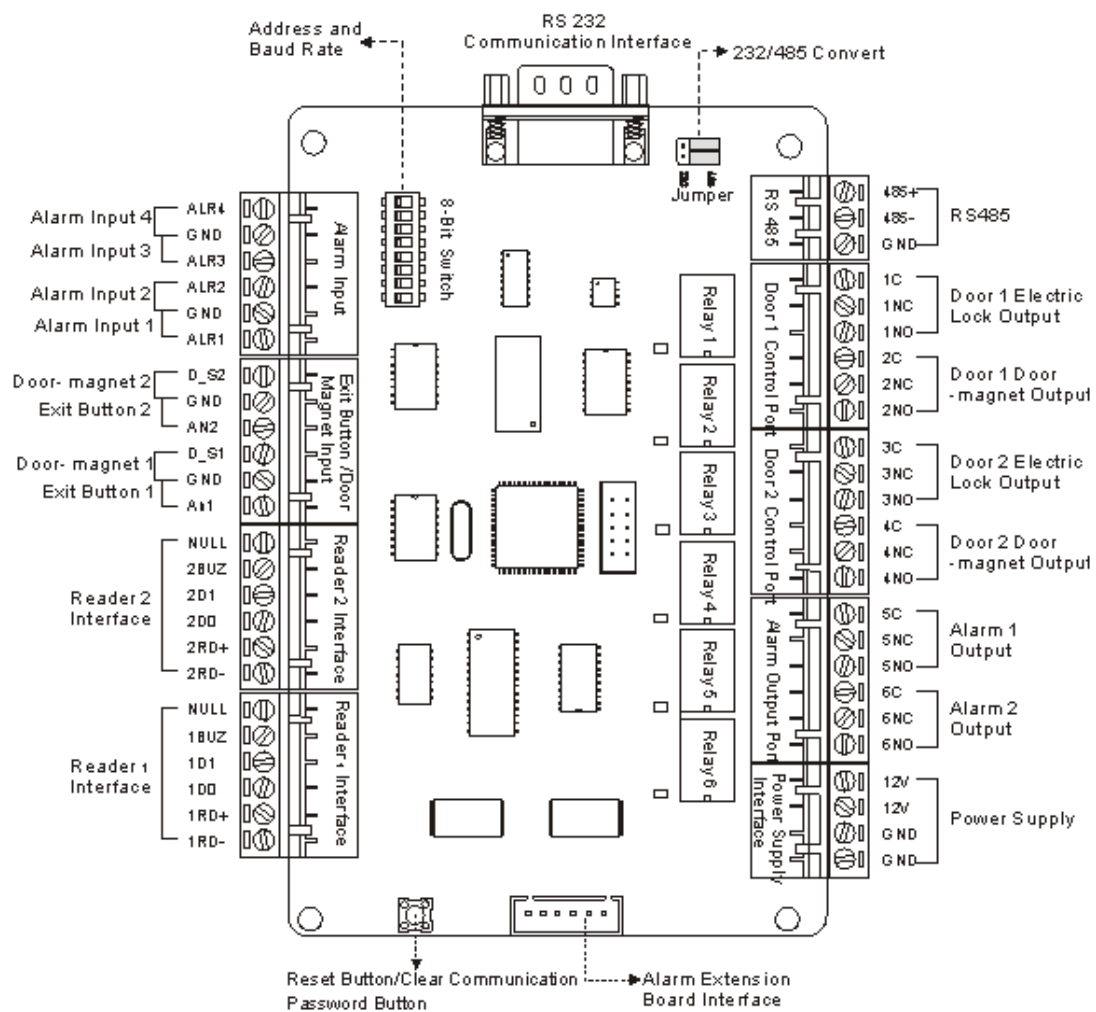 Address and
Baud Rate
RS 232
Communication Interface
232/485 Convert
Jumper
8-Bit Switch
Alarm Input 4
Alarm Input 3
Alarm Input 2
Alarm Input 1
ALR4
GND
ALR3
ALR2
GND
ALR1
Alarm Input
Door- magnet 2
Exit Button 2
Door- magnet 1
Exit Button 1
D_S2
GND
AN2
D_S1
GND
An1
Exit Button /Door
Magnet Input
Reader 2
Interface
NULL
2BUZ
2D1
2D0
2RD+
2RD-
Reader 2 Interface
Reader 1
Interface
NULL
1BUZ
1D1
1D0
1RD+
1RD-
Reader 1 Interface
Relay 1
Relay 2
Relay 3
Relay 4
Relay 5
Relay 6
RS 485
485+
485-
GND
RS485
Door 1 Control Port
1C
1NC
1NO
2C
2NC
2NO
Door 1 Electric
Lock Output
Door 1 Door
-magnet Output
Door 2 Control Port
3C
3NC
3NO
4C
4NC
4NO
Door 2 Electric
Lock Output
Door 2 Door
-magnet Output
Alarm Output Port
5C
5NC
5NO
6C
6NC
6NO
Alarm 1
Output
Alarm 2
Output
Power Supply
Interface
12V
12V
GND
GND
Power Supply
Reset Button/Clear Communication
Password Button
Alarm Extension
Board Interface